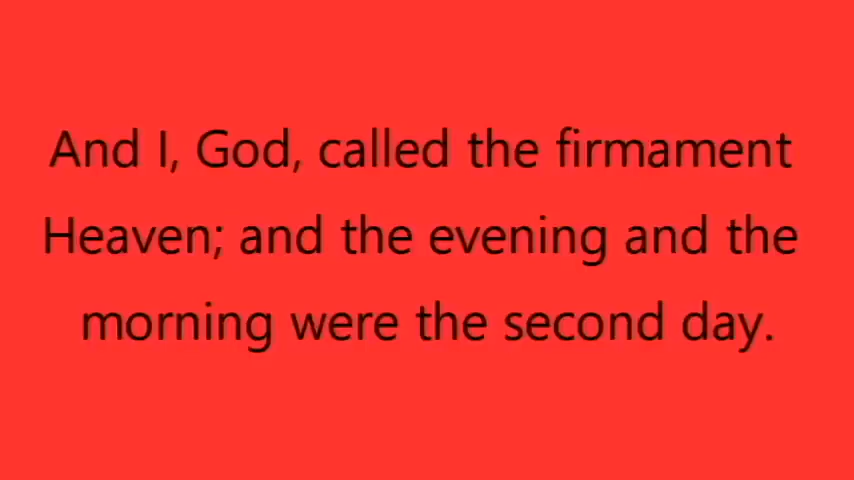 And I, God, called the firmament
Heaven; and the evening and the
morning were the second day.